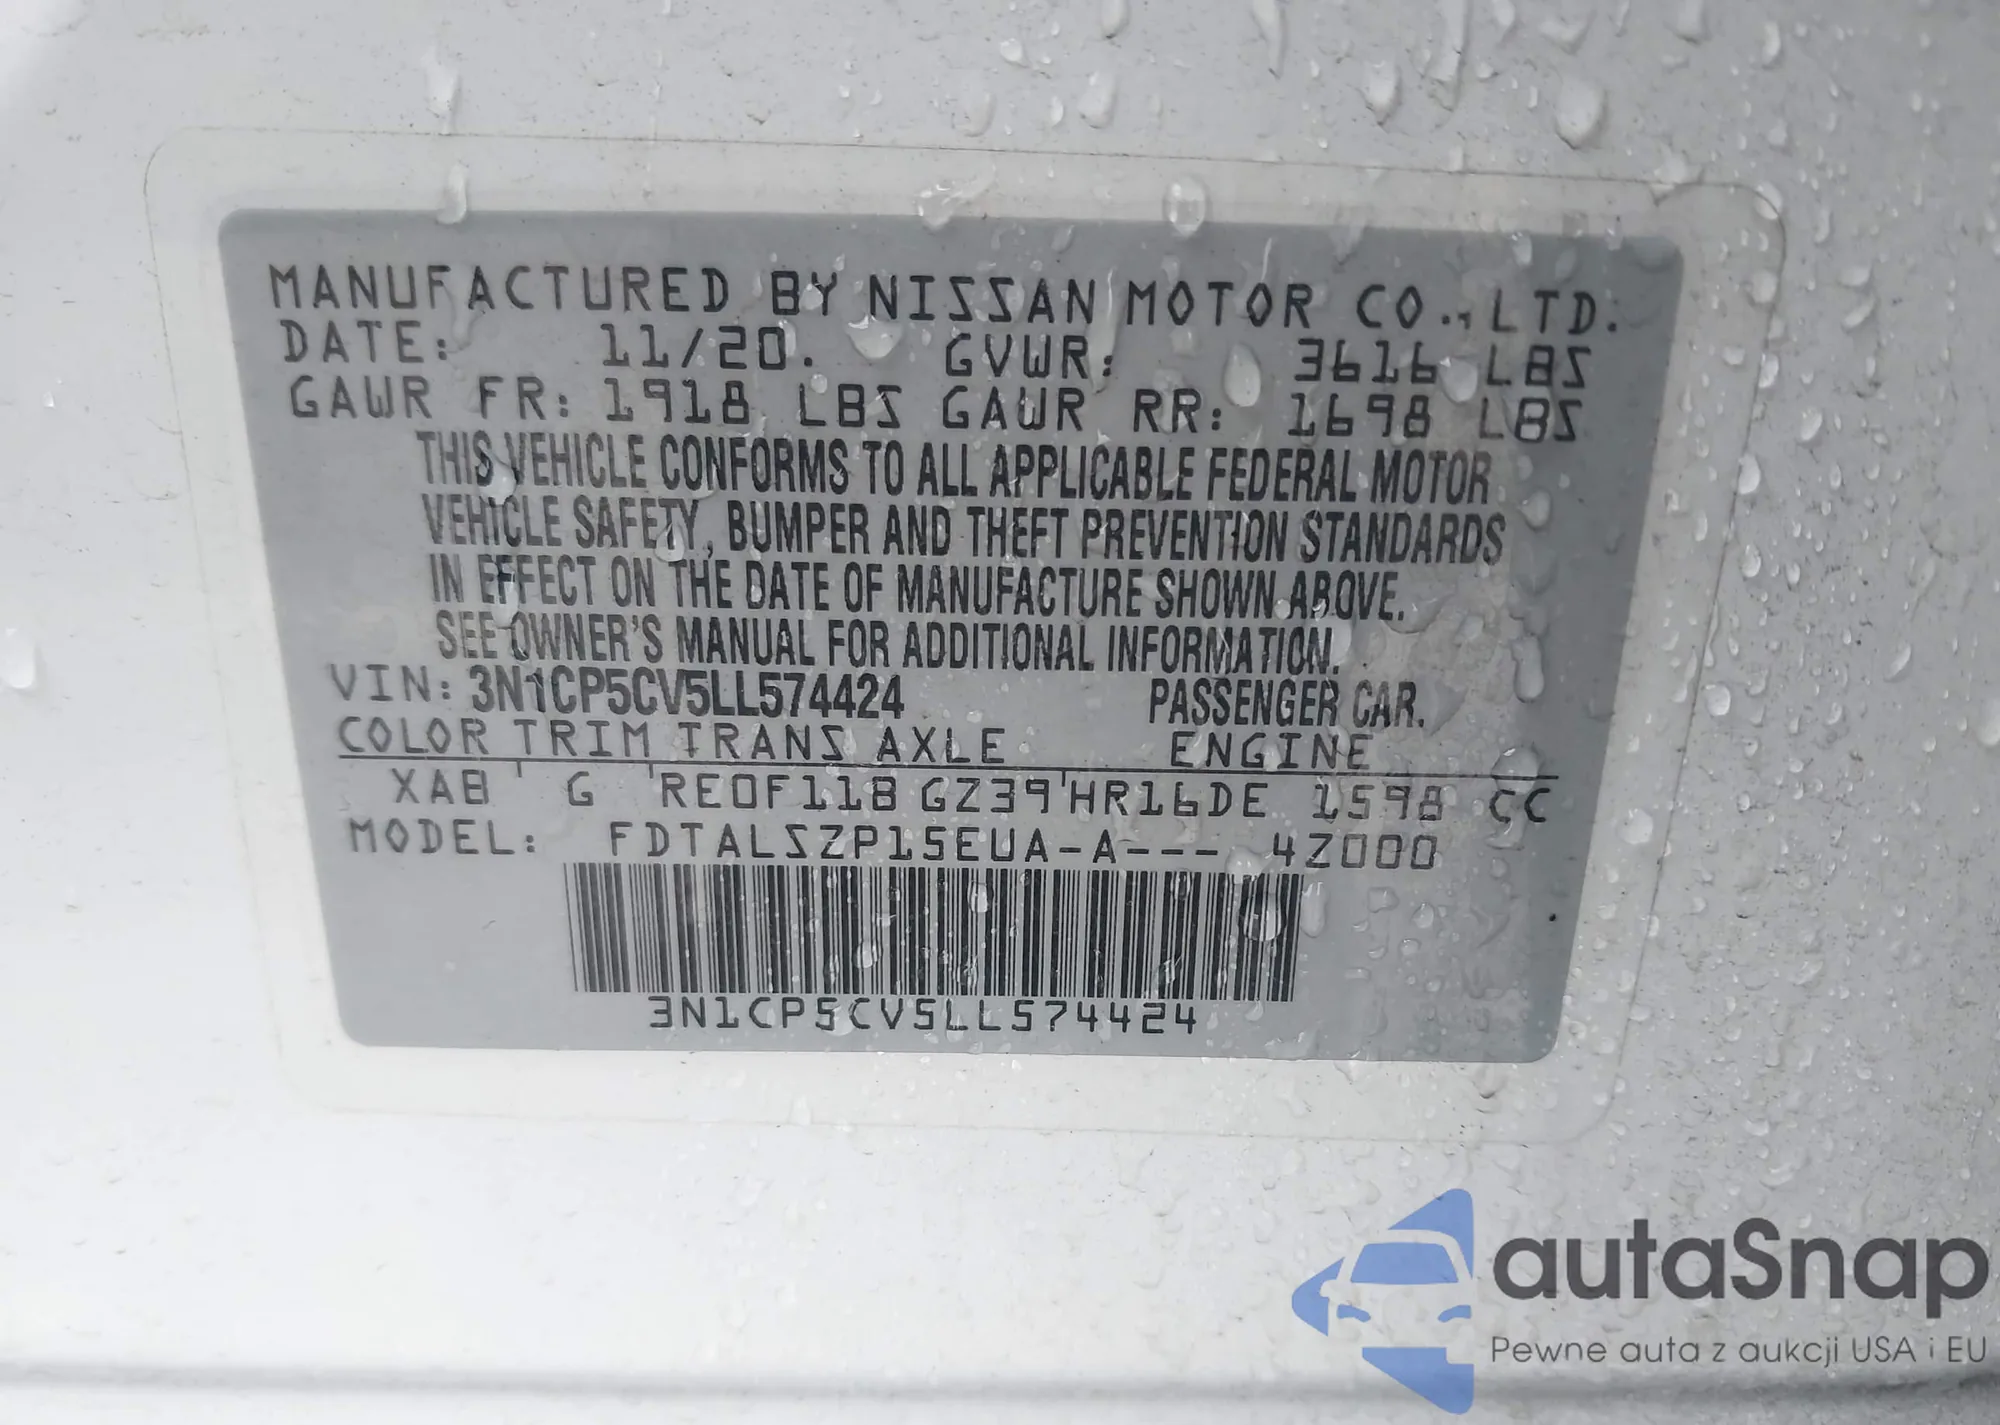 MANUFACTURED BY NISSAN MOTOR CO., LTD.
DATE: 11/20. GVWR: 3616 LBS
GAWR FR: 1918 LBS GAWR RR: 1698 LBS
THIS VEHICLE CONFORMS TO ALL APPLICABLE FEDERAL MOTOR
VEHICLE SAFETY, BUMPER AND THEFT PREVENTION STANDARDS
IN EFFECT ON THE DATE OF MANUFACTURE SHOWN ABOVE.
SEE OWNER'S MANUAL FOR ADDITIONAL INFORMATION.
VIN: 3N1CP5CV5LL574424 PASSENGER CAR.
COLOR TRIM TRANS AXLE ENGINE
XAB G RE0F11B GZ39 HR16DE 1598 CC
MODEL: FDTALSZP15EUA-A--- 4Z000
3N1CP5CV5LL574424
autaSnap
Pewne auta z aukcji USA i EU